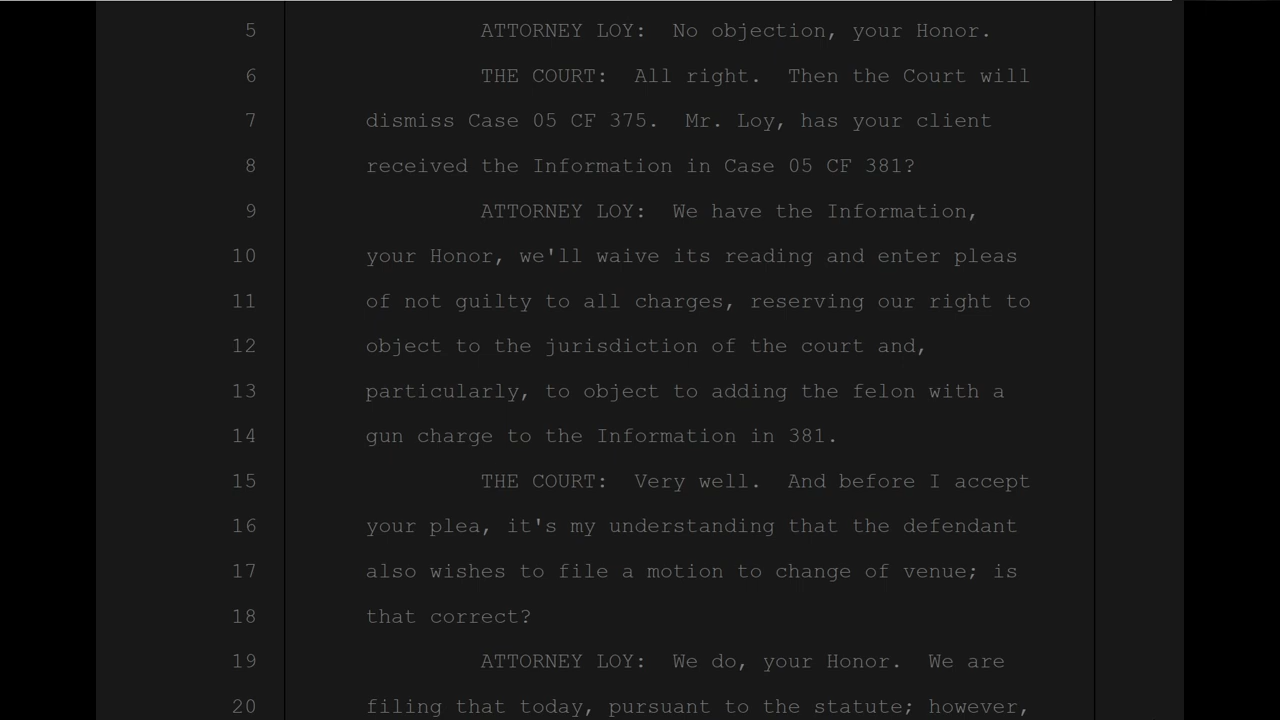 5 ATTORNEY LOY: No objection, your Honor.
6 THE COURT: All right. Then the Court will
7 dismiss Case 05 CF 375. Mr. Loy, has your client
8 received the Information in Case 05 CF 381?
9 ATTORNEY LOY: We have the Information,
10 your Honor, we'll waive its reading and enter pleas
11 of not guilty to all charges, reserving our right to
12 object to the jurisdiction of the court and,
13 particularly, to object to adding the felon with a
14 gun charge to the Information in 381.
15 THE COURT: Very well. And before I accept
16 your plea, it's my understanding that the defendant
17 also wishes to file a motion to change of venue; is
18 that correct?
19 ATTORNEY LOY: We do, your Honor. We are
20 filing that today, pursuant to the statute; however,